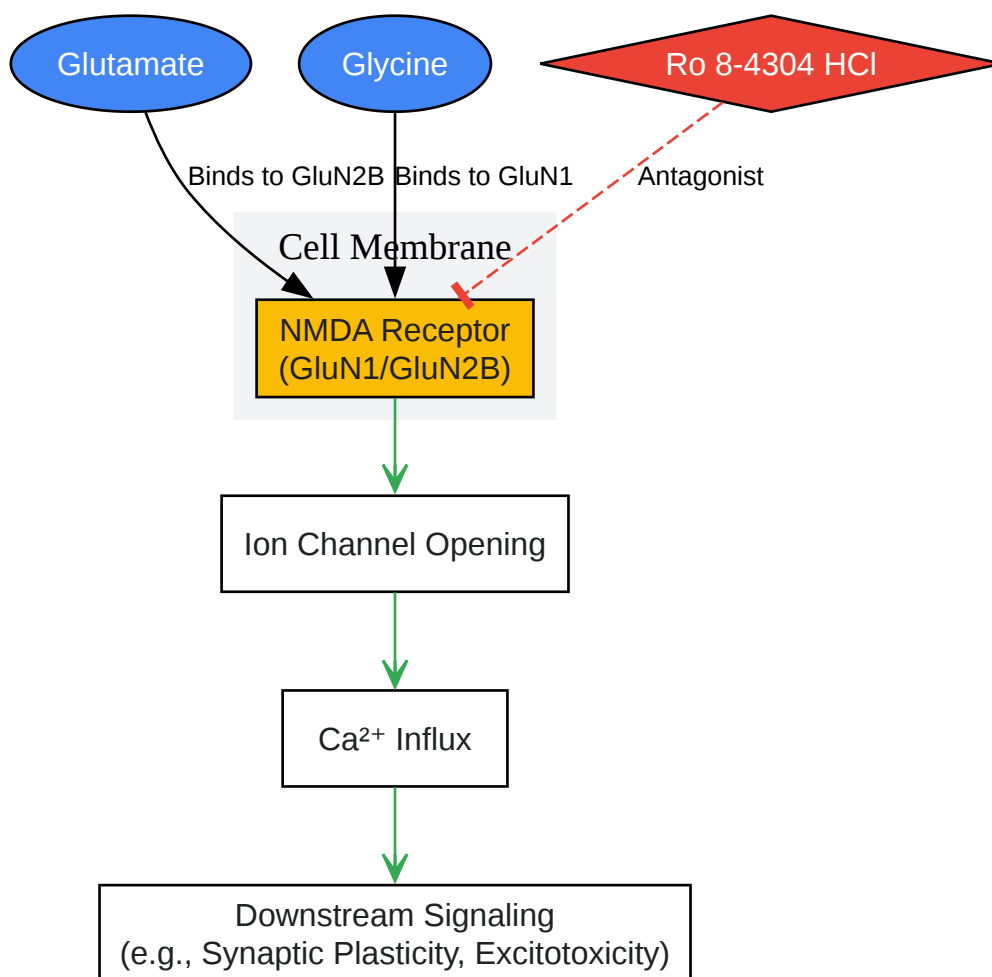 Glutamate
Glycine
Ro 8-4304 HCl
Binds to GluN2B
Binds to GluN1
Antagonist
Cell Membrane
NMDA Receptor
(GluN1/GluN2B)
Ion Channel Opening
Ca²⁺ Influx
Downstream Signaling
(e.g., Synaptic Plasticity, Excitotoxicity)